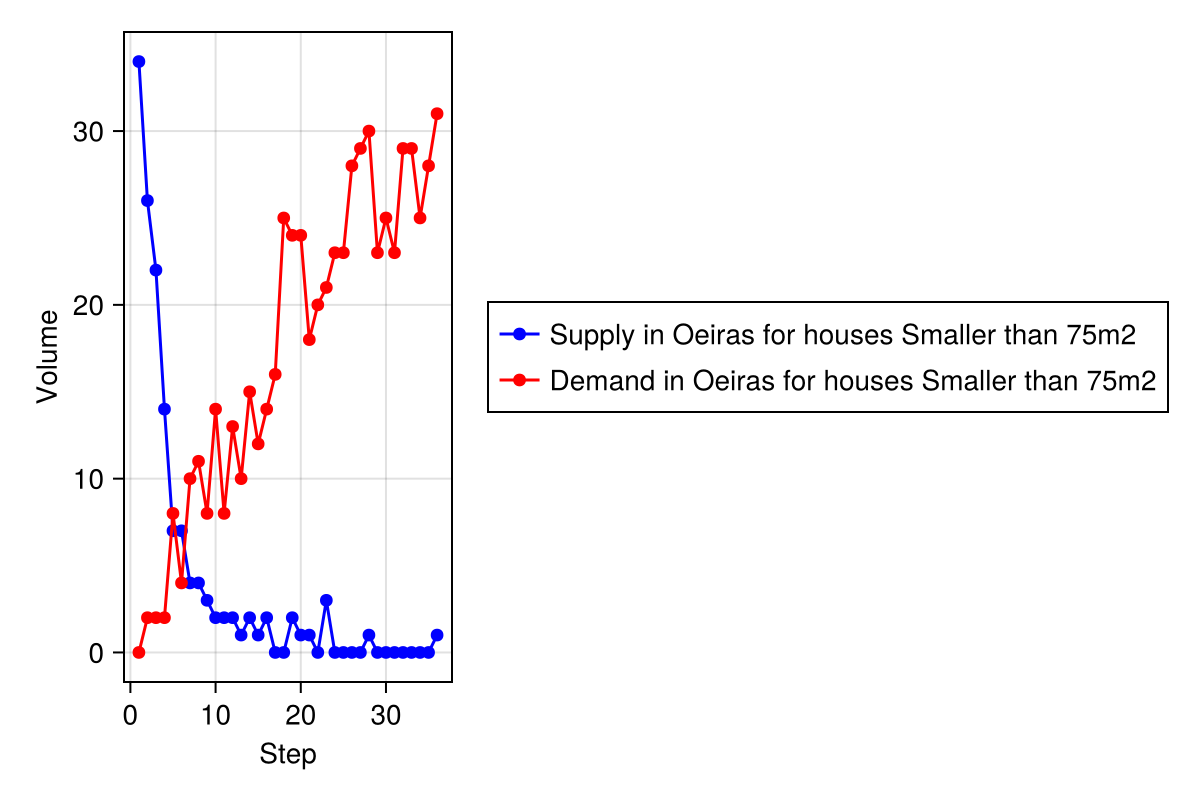 Volume
30
20
10
0
0 10 20 30
Step
Supply in Oeiras for houses Smaller than 75m2
Demand in Oeiras for houses Smaller than 75m2